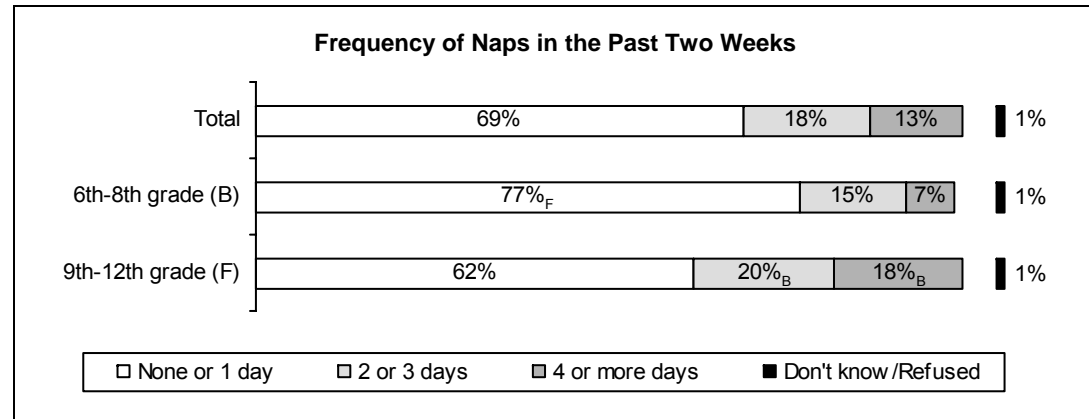 Frequency of Naps in the Past Two Weeks
Total 69% 18% 13% 1%
6th-8th grade (B) 77%F 15% 7% 1%
9th-12th grade (F) 62% 20%B 18%B 1%
None or 1 day 2 or 3 days 4 or more days Don't know/Refused